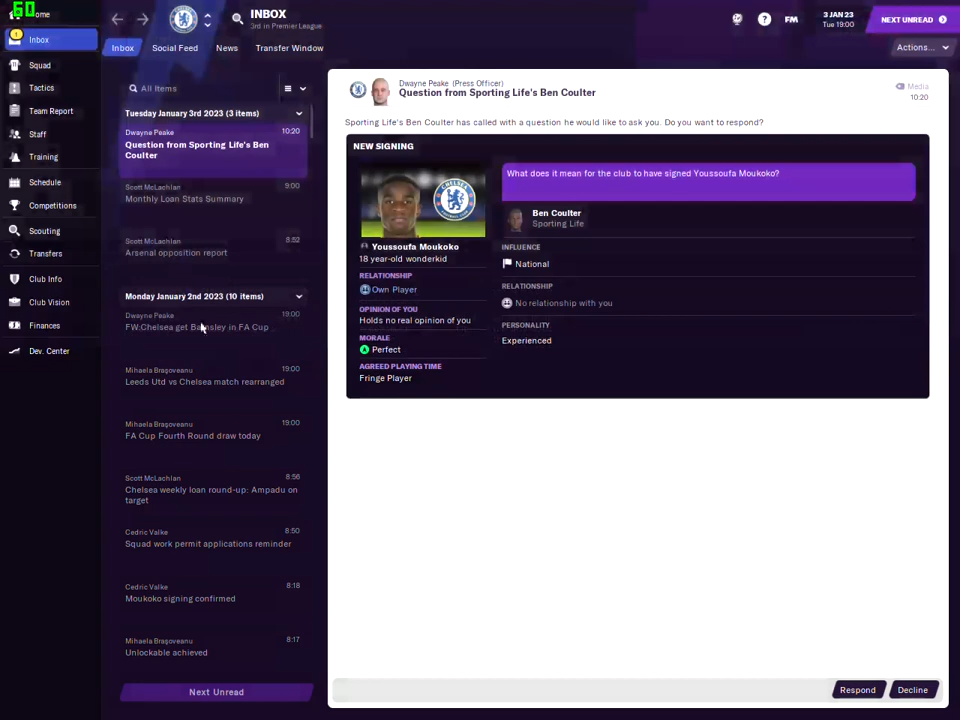 60
Home
INBOX
3rd in Premier League
FM
3 JAN 23
Tue 19:00
NEXT UNREAD
1
Inbox
Inbox
Social Feed
News
Transfer Window
Actions...
Squad
Tactics
Team Report
Staff
Training
Schedule
Competitions
Scouting
Transfers
Club Info
Club Vision
Finances
Dev. Center
All Items
Tuesday January 3rd 2023 (3 items)
Dwayne Peake
10:20
Question from Sporting Life's Ben
Coulter
Scott McLachlan
9:00
Monthly Loan Stats Summary
Scott McLachlan
8:52
Arsenal opposition report
Monday January 2nd 2023 (10 items)
Dwayne Peake
19:00
FW:Chelsea get Barnsley in FA Cup
Mihaela Braşoveanu
19:00
Leeds Utd vs Chelsea match rearranged
Mihaela Braşoveanu
19:00
FA Cup Fourth Round draw today
Scott McLachlan
8:56
Chelsea weekly loan round-up: Ampadu on
target
Cedric Valke
8:50
Squad work permit applications reminder
Cedric Valke
8:18
Moukoko signing confirmed
Mihaela Braşoveanu
8:17
Unlockable achieved
Next Unread
Dwayne Peake (Press Officer)
Question from Sporting Life's Ben Coulter
Media
10:20
Sporting Life's Ben Coulter has called with a question he would like to ask you. Do you want to respond?
NEW SIGNING
CHELSEA
Youssoufa Moukoko
18 year-old wonderkid
RELATIONSHIP
Own Player
OPINION OF YOU
Holds no real opinion of you
MORALE
Perfect
AGREED PLAYING TIME
Fringe Player
What does it mean for the club to have signed Youssoufa Moukoko?
Ben Coulter
Sporting Life
INFLUENCE
National
RELATIONSHIP
No relationship with you
PERSONALITY
Experienced
Respond
Decline